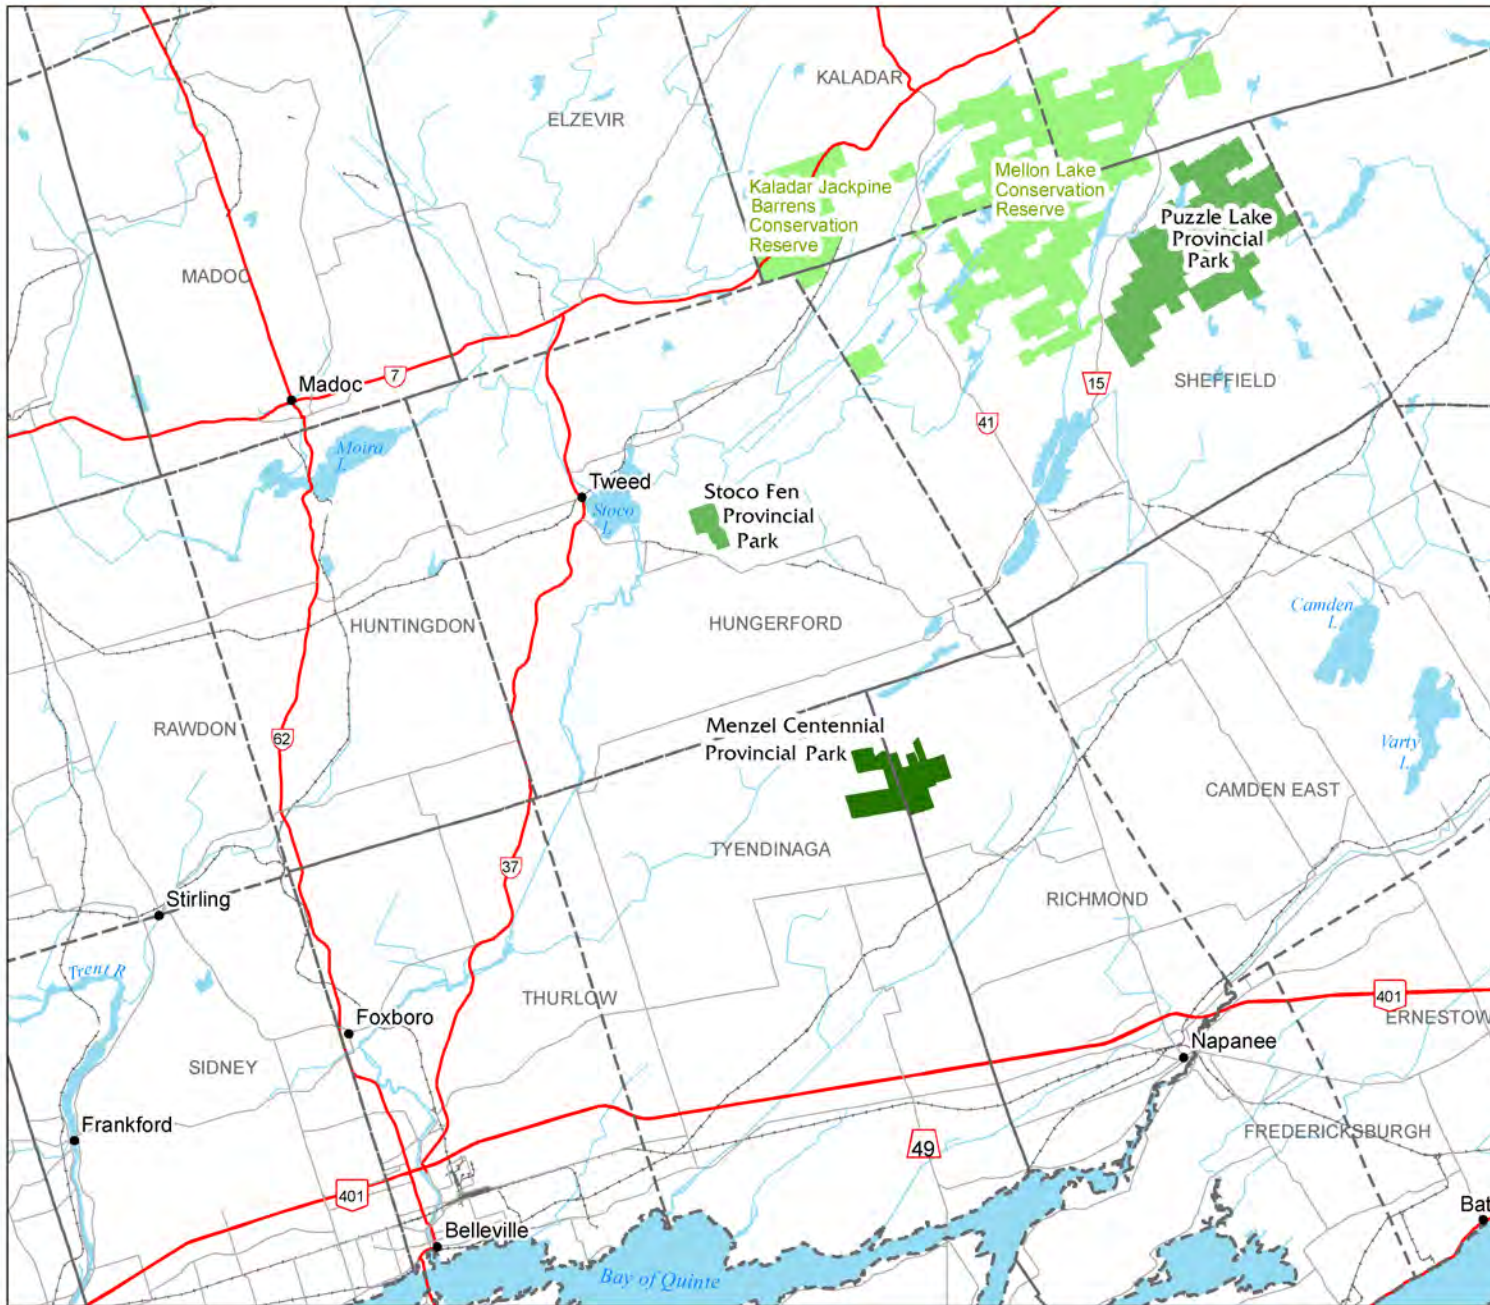 KALADAR
ELZEVIR
Kaladar Jackpine
Barrens
Conservation
Reserve
Mellon Lake
Conservation
Reserve
Puzzle Lake
Provincial
Park
MADOC
7
Madoc
15
SHEFFIELD
41
Moira
L.
Tweed
Stoco
L.
Stoco Fen
Provincial
Park
Camden
L.
HUNTINGDON
HUNGERFORD
RAWDON
62
Menzel Centennial
Provincial Park
Varty
L.
CAMDEN EAST
37
TYENDINAGA
RICHMOND
Stirling
Trent R
THURLOW
Foxboro
401
ERNESTOW
Napanee
SIDNEY
Frankford
49
FREDERICKSBURGH
401
Bat
Belleville
Bay of Quinte